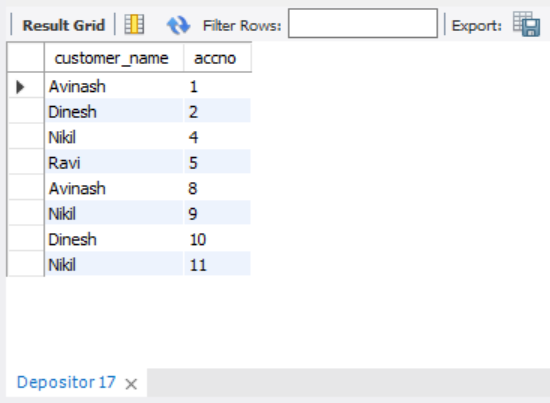 Result Grid Filter Rows: Export:
customer_name accno
Avinash 1
Dinesh 2
Nikil 4
Ravi 5
Avinash 8
Nikil 9
Dinesh 10
Nikil 11
Depositor 17 ×